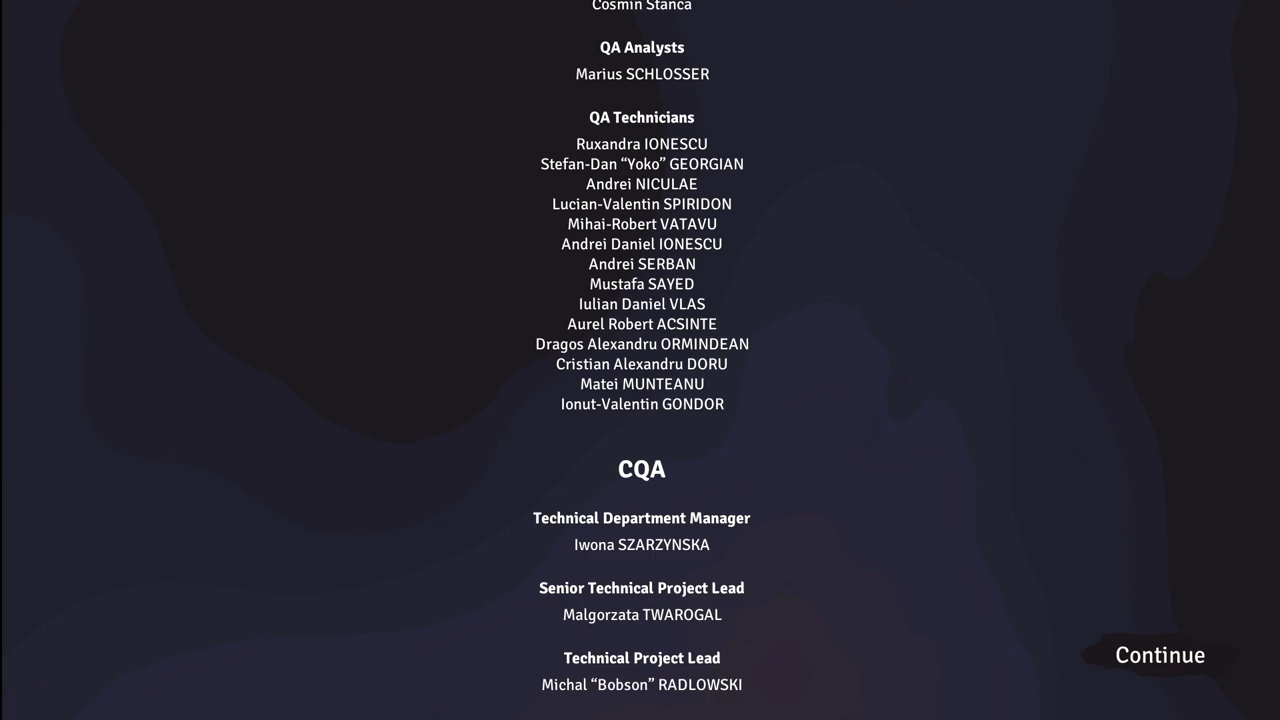 Cosmin Stanca
QA Analysts
Marius SCHLOSSER
QA Technicians
Ruxandra IONESCU
Stefan-Dan “Yoko” GEORGIAN
Andrei NICULAE
Lucian-Valentin SPIRIDON
Mihai-Robert VATAVU
Andrei Daniel IONESCU
Andrei SERBAN
Mustafa SAYED
Iulian Daniel VLAS
Aurel Robert ACSINTE
Dragos Alexandru ORMINDEAN
Cristian Alexandru DORU
Matei MUNTEANU
Ionut-Valentin GONDOR
CQA
Technical Department Manager
Iwona SZARZYNSKA
Senior Technical Project Lead
Malgorzata TWAROGAL
Technical Project Lead
Michal “Bobson” RADLOWSKI
Continue